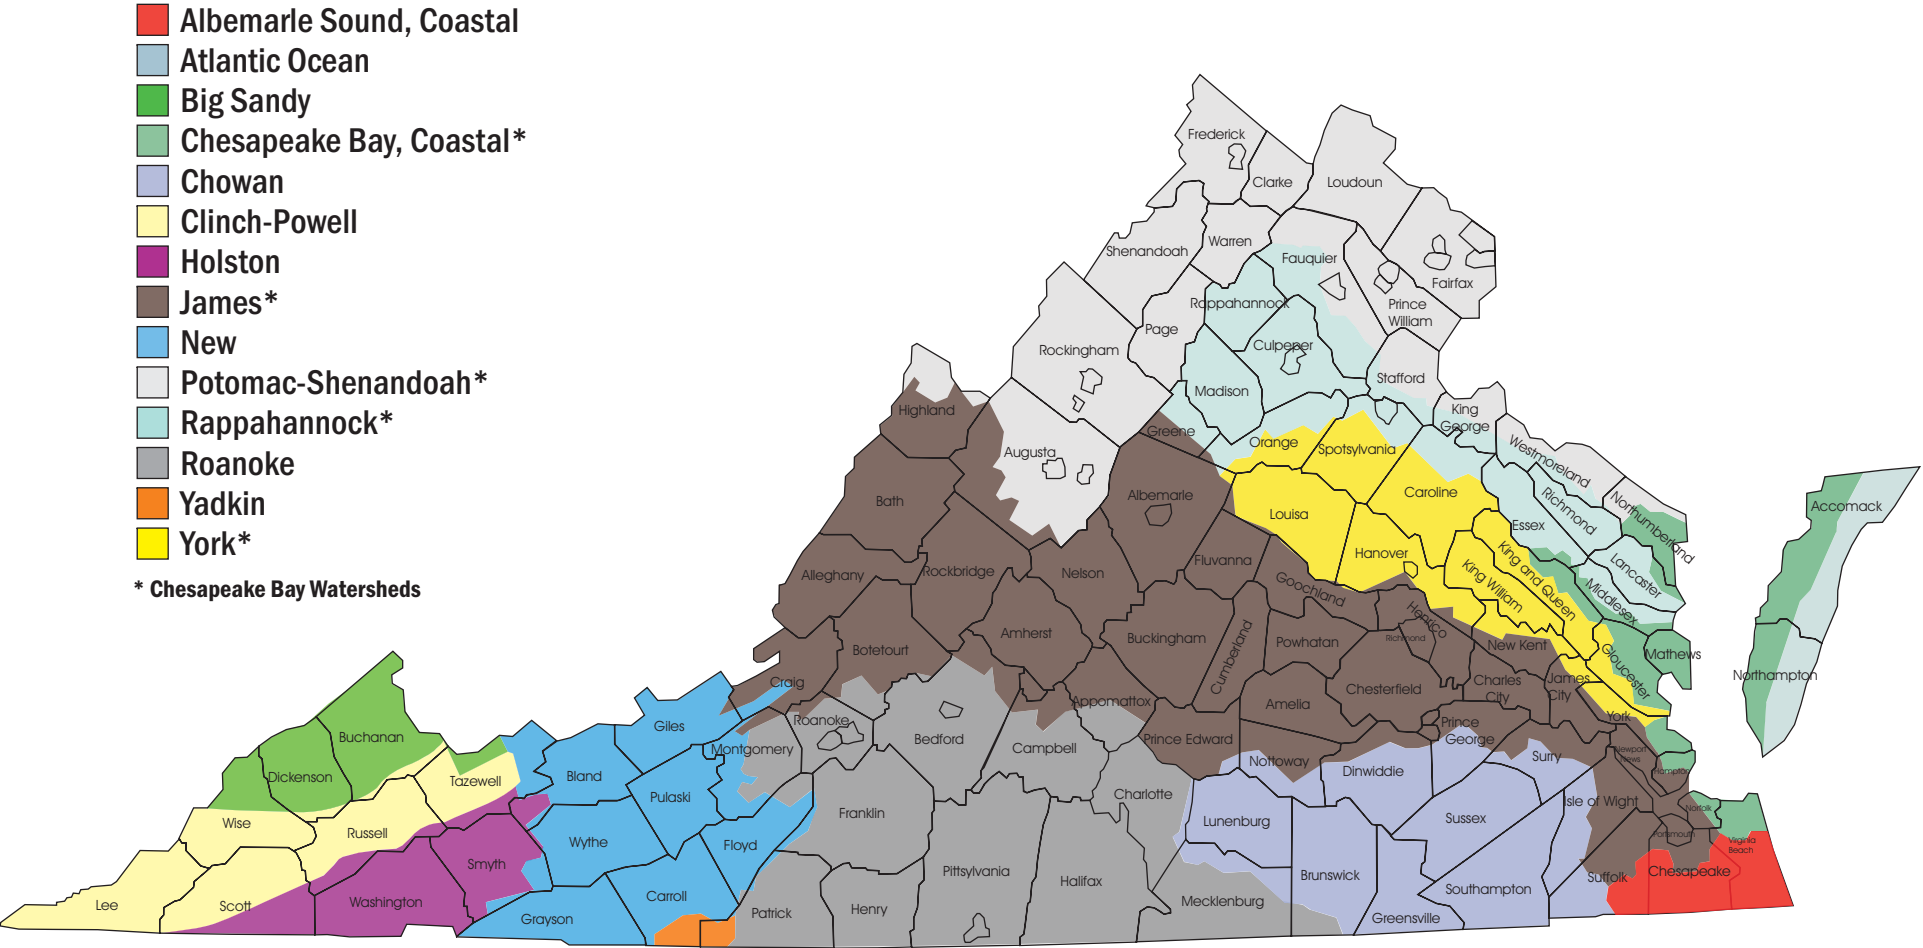 Albemarle Sound, Coastal
Atlantic Ocean
Big Sandy
Chesapeake Bay, Coastal*
Chowan
Clinch-Powell
Holston
James*
New
Potomac-Shenandoah*
Rappahannock*
Roanoke
Yadkin
York*
* Chesapeake Bay Watersheds
Frederick
Clarke
Loudoun
Warren
Shenandoah
Fauquier
Fairfax
Rappahannock
Prince
William
Page
Culpeper
Rockingham
Stafford
Madison
Highland
King
George
Greene
Orange
Spotsylvania
Westmoreland
Augusta
Caroline
Albemarle
Bath
Louisa
Essex
Richmond
Northumberland
Accomack
Hanover
Fluvanna
King and Queen
King William
Lancaster
Alleghany
Rockbridge
Nelson
Goochland
Middlesex
Henrico
Richmond
Amherst
Buckingham
Cumberland
Powhatan
New Kent
Botetourt
Mathews
Gloucester
Northampton
Craig
Chesterfield
Charles
City
James
City
Appomattox
Amelia
York
Giles
Roanoke
Prince
George
Buchanan
Montgomery
Bedford
Campbell
Prince Edward
Newport
News
Nottoway
Surry
Dickenson
Tazewell
Bland
Dinwiddie
Hampton
Pulaski
Charlotte
Isle of Wight
Norfolk
Wise
Russell
Franklin
Lunenburg
Sussex
Portsmouth
Wythe
Floyd
Virginia
Beach
Smyth
Pittsylvania
Halifax
Brunswick
Suffolk
Chesapeake
Lee
Scott
Washington
Carroll
Southampton
Mecklenburg
Grayson
Patrick
Henry
Greensville